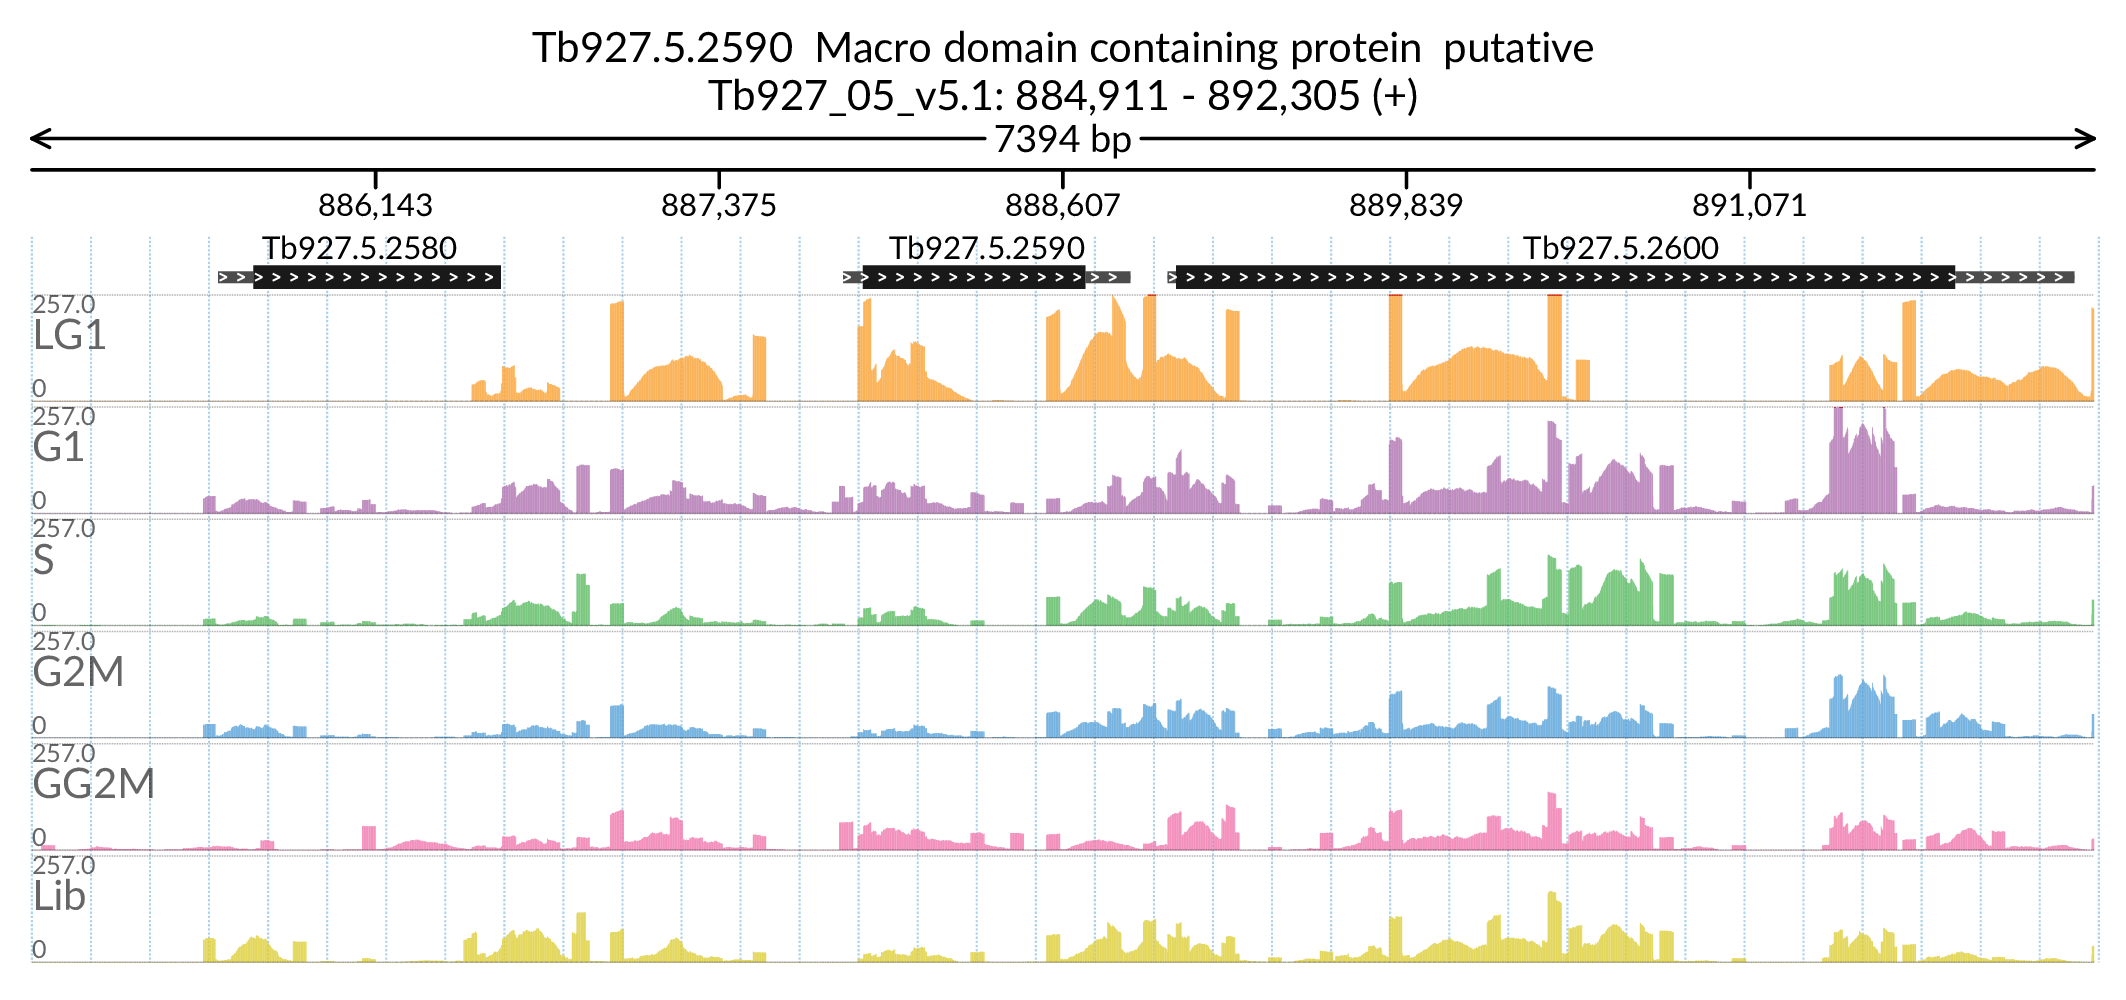 Tb927.5.2590  Macro domain containing protein  putative
Tb927_05_v5.1: 884,911 - 892,305 (+)
7394 bp
886,143 887,375 888,607 889,839 891,071
Tb927.5.2580 Tb927.5.2590 Tb927.5.2600
257.0
LG1
0
257.0
G1
0
257.0
S
0
257.0
G2M
0
257.0
GG2M
0
257.0
Lib
0